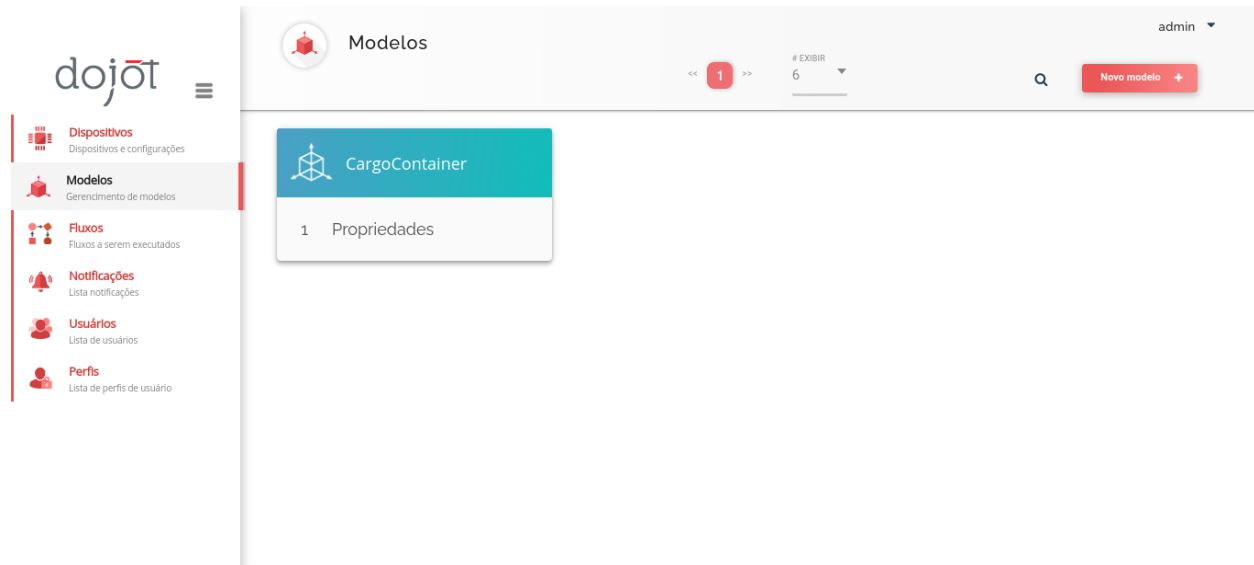 dojot
Dispositivos
Dispositivos e configurações
Modelos
Gerencimento de modelos
Fluxos
Fluxos a serem executados
Notificações
Lista notificações
Usuários
Lista de usuários
Perfis
Lista de perfis de usuário
Modelos
<< 1 >>
# EXIBIR
6
admin
Novo modelo +
CargoContainer
1 Propriedades